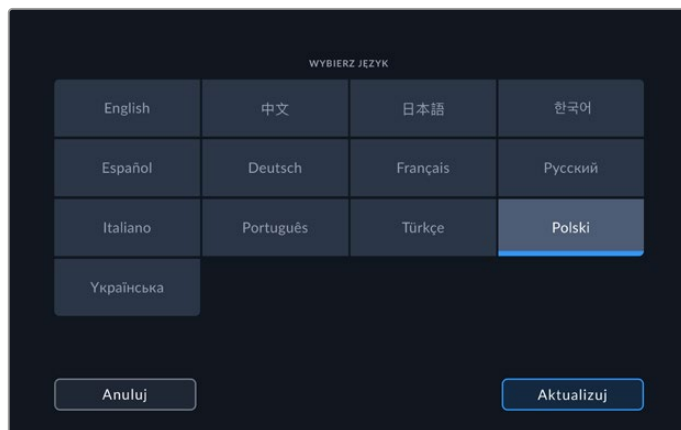 WYBIERZ JĘZYK
English 中文 日本語 한국어
Español Deutsch Français Русский
Italiano Português Türkçe Polski
Українська
Anuluj Aktualizuj